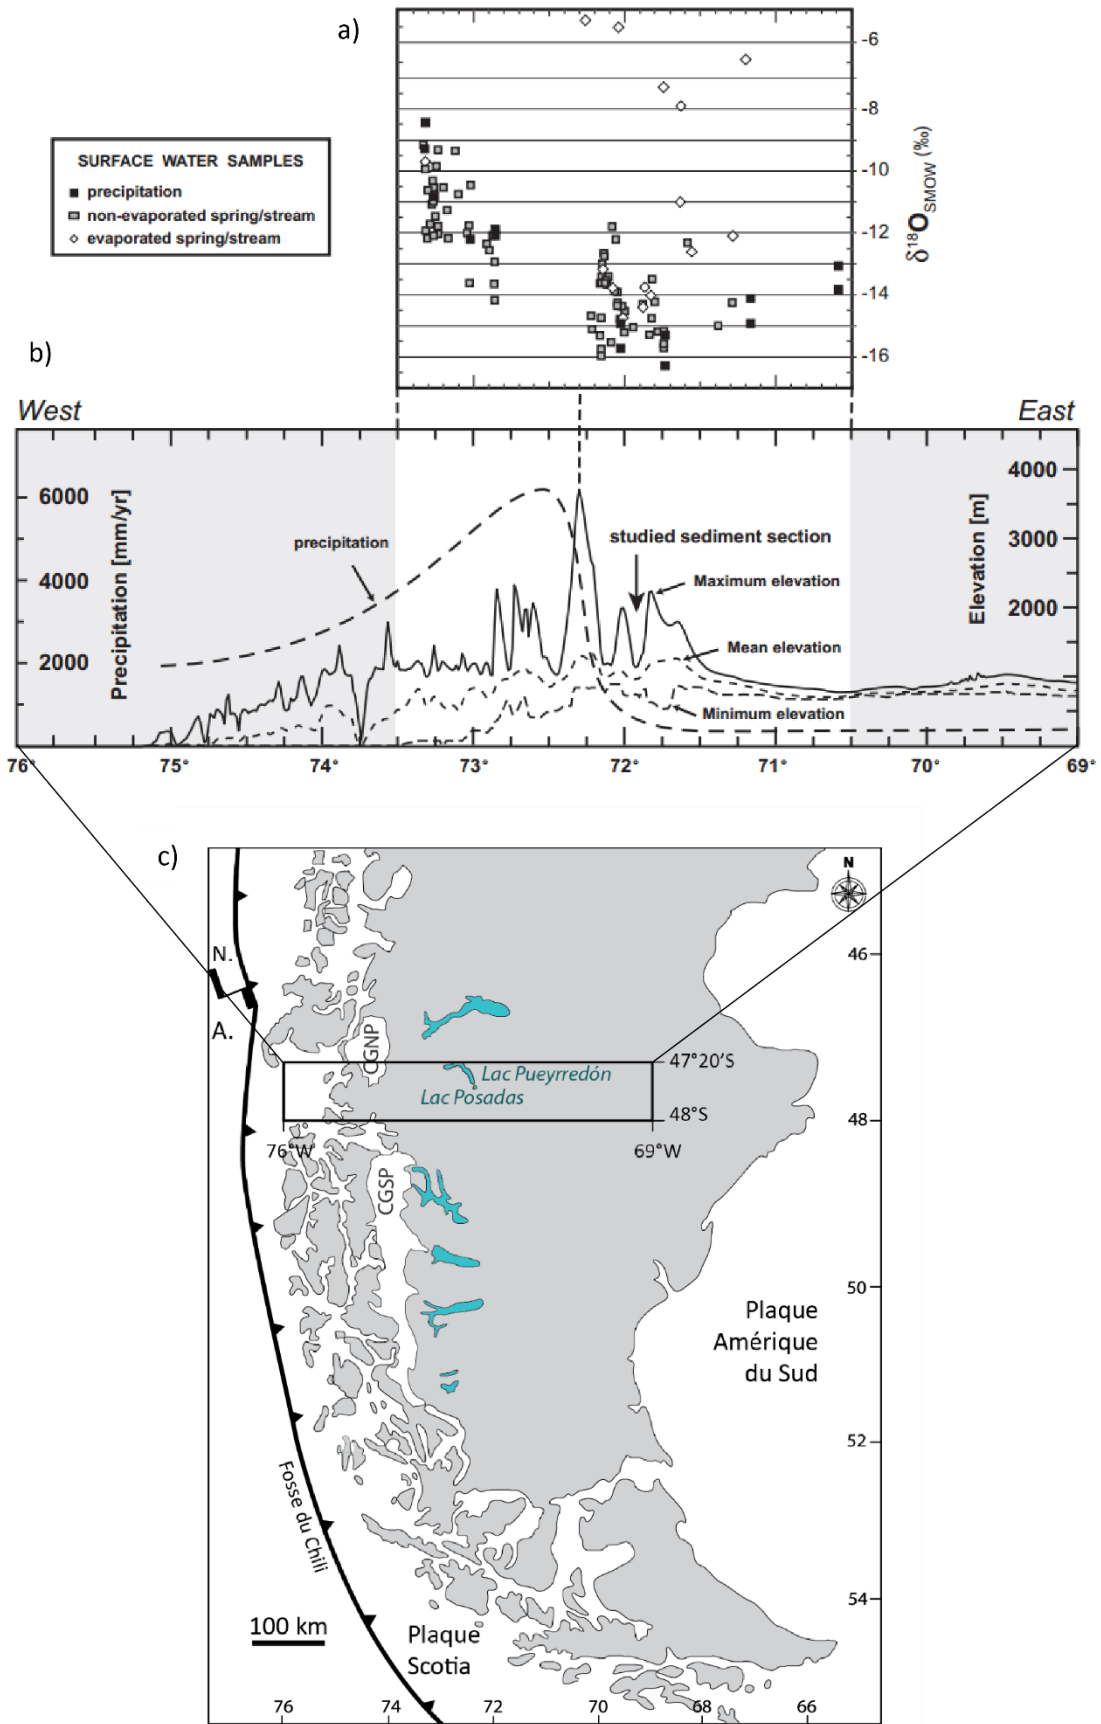 a)
-6
-8
-10
-12
-14
-16
δ18OSMOW (‰)
SURFACE WATER SAMPLES
precipitation
non-evaporated spring/stream
evaporated spring/stream
b)
West
East
6000
4000
2000
Precipitation [mm/yr]
precipitation
studied sediment section
Maximum elevation
Mean elevation
Minimum elevation
4000
3000
2000
Elevation [m]
76°
75°
74°
73°
72°
71°
70°
69°
c)
N
N.
A.
46
CGNP
47°20'S
Lac Pueyrredón
Lac Posadas
48°S
48
76°W
69°W
CGSP
50
Plaque
Amérique
du Sud
52
Fosse du Chili
54
100 km
Plaque
Scotia
76
74
72
70
68
66